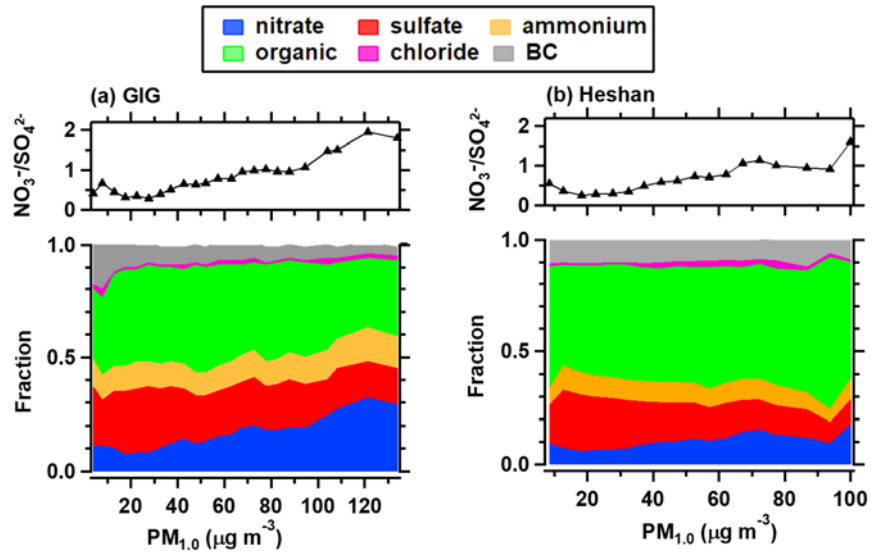 nitrate sulfate ammonium
organic chloride BC
(a) GIG
NO₃⁻/SO₄²⁻
2
1
0
1.0
0.5
0.0
Fraction
20 40 60 80 100 120
PM₁.₀ (µg m⁻³)
(b) Heshan
NO₃⁻/SO₄²⁻
2
1
0
1.0
0.5
0.0
Fraction
20 40 60 80 100
PM₁.₀ (µg m⁻³)